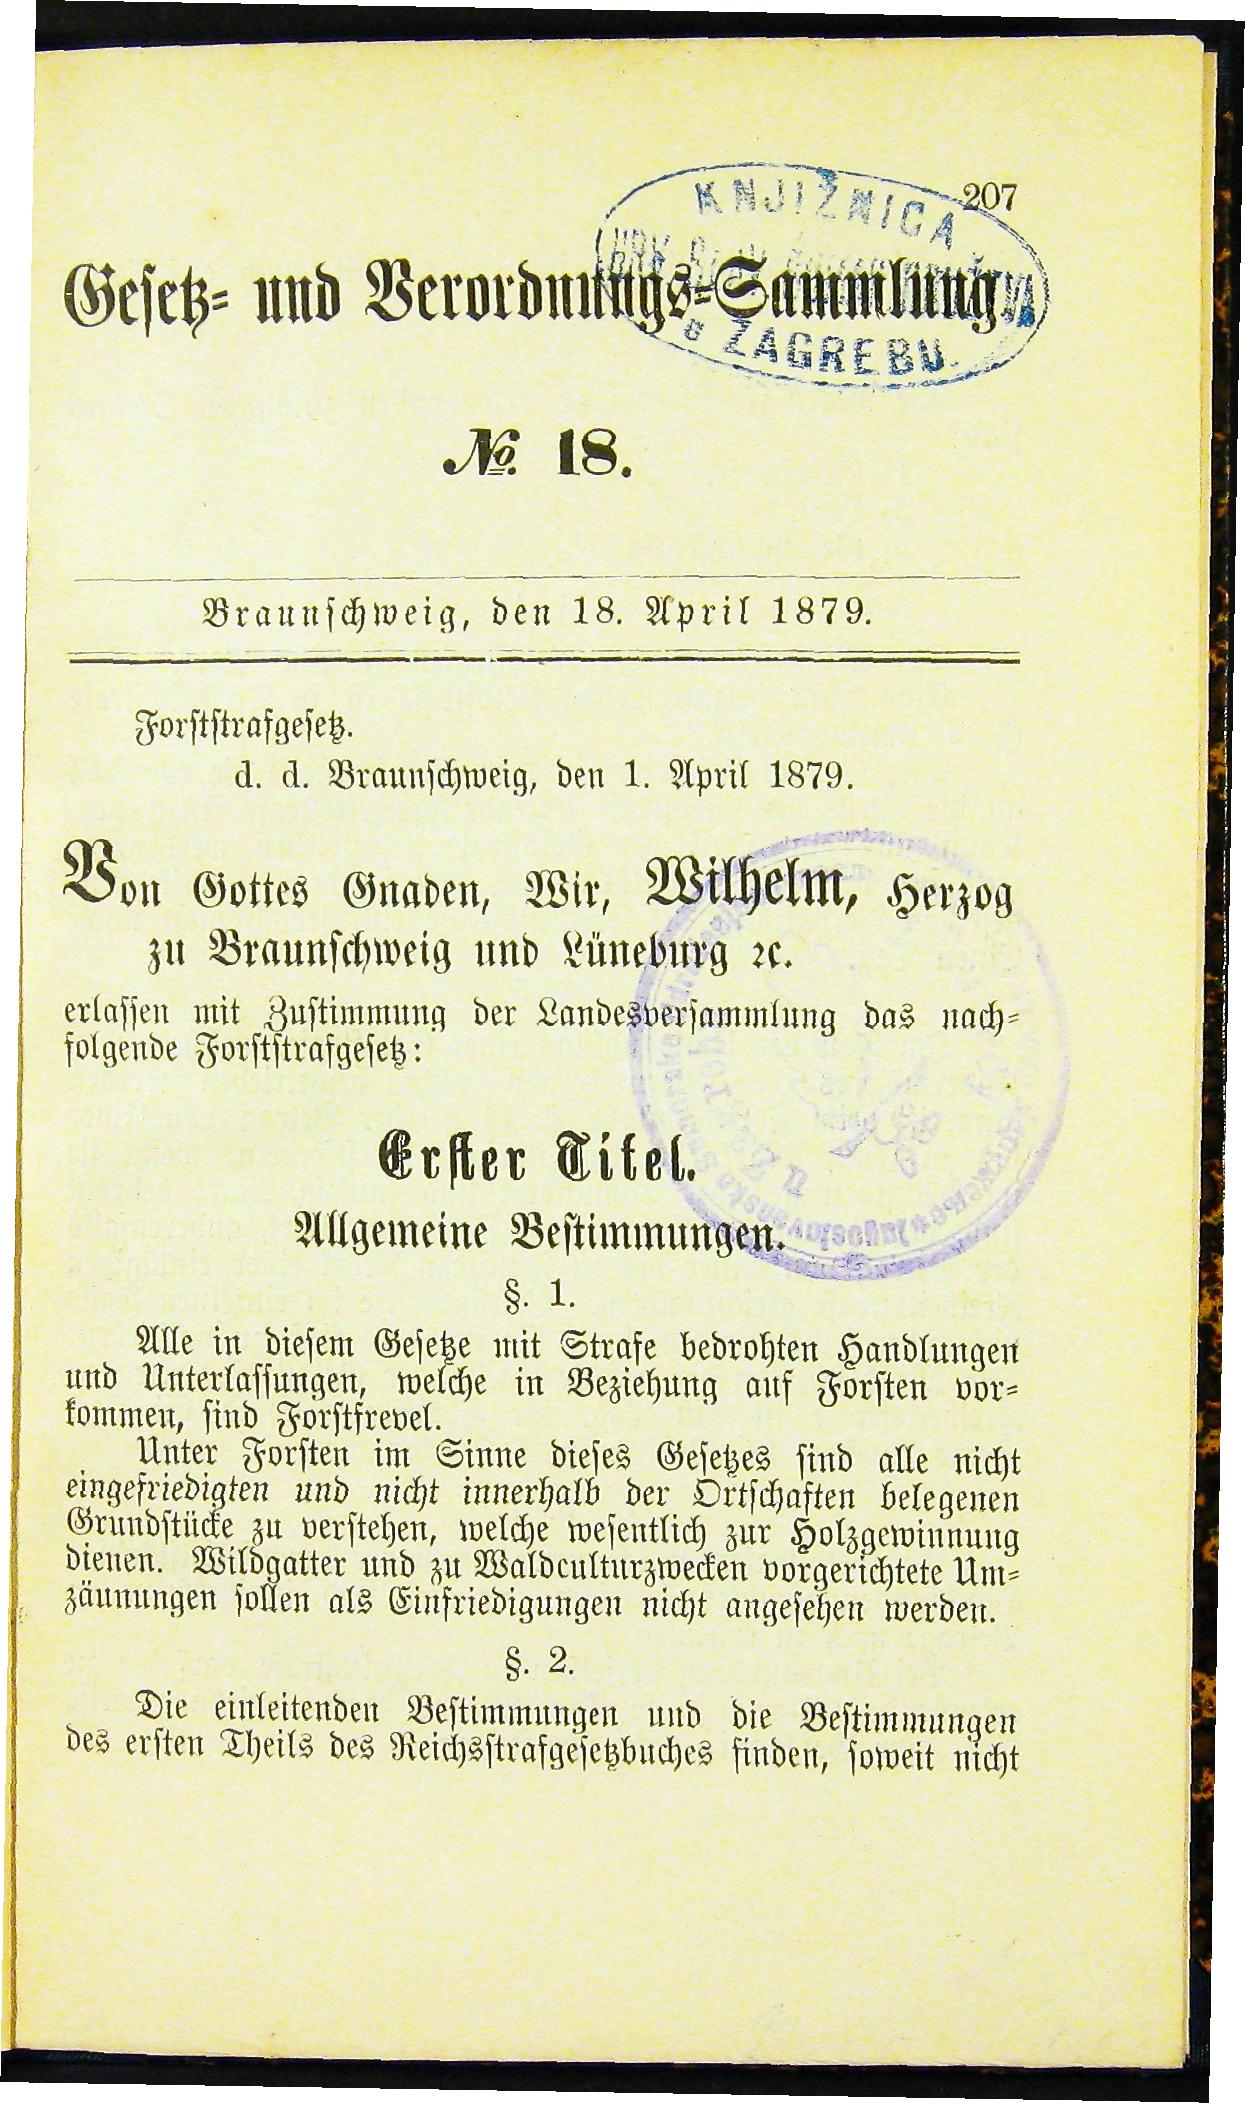 207
KNJIŽNICA
u ZAGREBU.
Gesetz- und Verordnungs-Sammlung.
No. 18.
Braunschweig, den 18. April 1879.
Forststrafgesetz.
d. d. Braunschweig, den 1. April 1879.
Von Gottes Gnaden, Wir, Wilhelm, Herzog
zu Braunschweig und Lüneburg ꝛc.
erlassen mit Zustimmung der Landesversammlung das nach-
folgende Forststrafgesetz:
Erster Titel.
Allgemeine Bestimmungen.
§. 1.
Alle in diesem Gesetze mit Strafe bedrohten Handlungen
und Unterlassungen, welche in Beziehung auf Forsten vor-
kommen, sind Forstfrevel.
Unter Forsten im Sinne dieses Gesetzes sind alle nicht
eingefriedigten und nicht innerhalb der Ortschaften belegenen
Grundstücke zu verstehen, welche wesentlich zur Holzgewinnung
dienen. Wildgatter und zu Waldculturzwecken vorgerichtete Um-
zäunungen sollen als Einfriedigungen nicht angesehen werden.
§. 2.
Die einleitenden Bestimmungen und die Bestimmungen
des ersten Theils des Reichsstrafgesetzbuches finden, soweit nicht